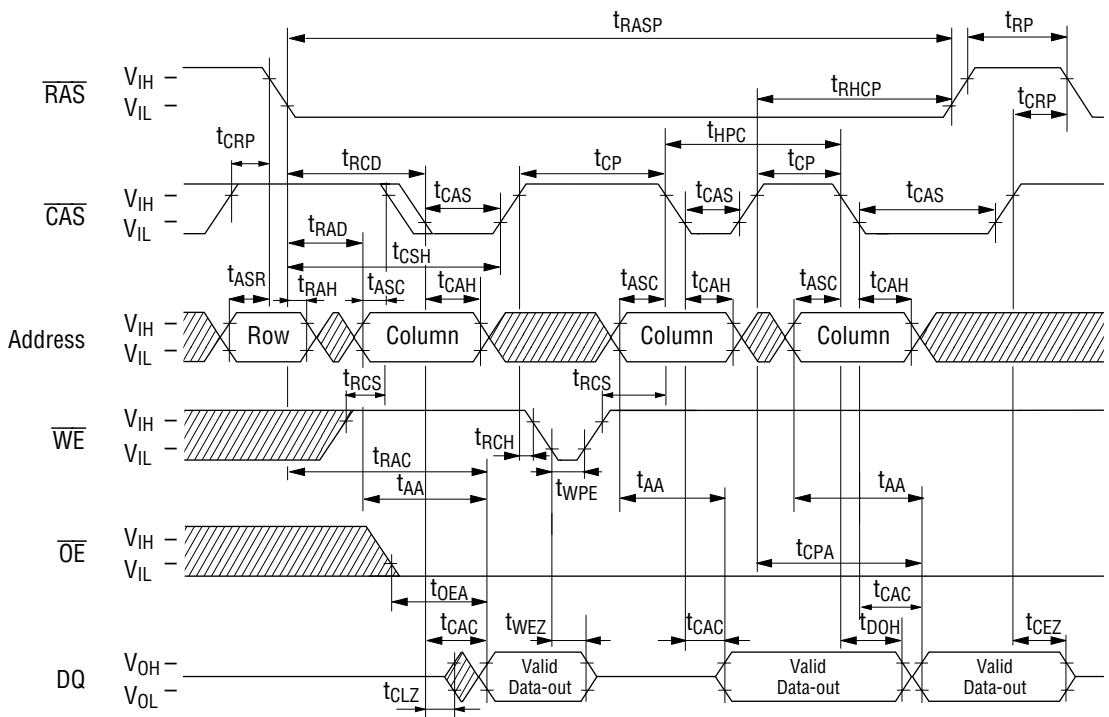 tRASP
tRP
RAS
VIH
VIL
tRHCP
tCRP
tCRP
tHPC
tRCD
tCP
tCP
CAS
VIH
VIL
tCAS
tCAS
tCAS
tRAD
tCSH
tASR
tRAH
tASC
tCAH
tASC
tCAH
tASC
tCAH
Address
VIH
VIL
Row
Column
Column
Column
tRCS
tRCS
WE
VIH
VIL
tRCH
tWPE
tRAC
tAA
tAA
tAA
OE
VIH
VIL
tCPA
tOEA
tCAC
tCAC
tWEZ
tCAC
tDOH
tCEZ
DQ
VOH
VOL
Valid
Data-out
Valid
Data-out
Valid
Data-out
tCLZ